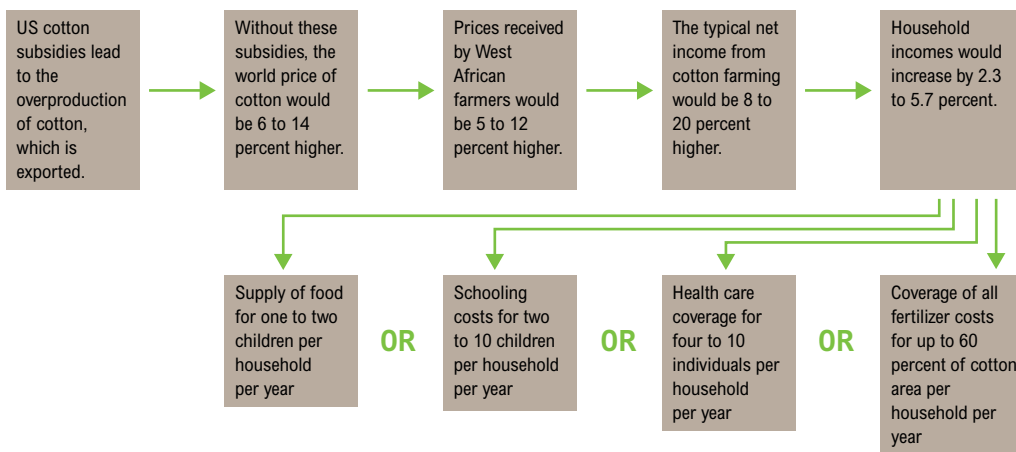 US cotton
subsidies lead
to the
overproduction
of cotton,
which is
exported.
Without these
subsidies, the
world price of
cotton would
be 6 to 14
percent higher.
Prices received
by West
African
farmers would
be 5 to 12
percent higher.
The typical net
income from
cotton farming
would be 8 to
20 percent
higher.
Household
incomes would
increase by 2.3
to 5.7 percent.
Supply of food
for one to two
children per
household
per year
OR
Schooling
costs for two
to 10 children
per household
per year
OR
Health care
coverage for
four to 10
individuals per
household
per year
OR
Coverage of all
fertilizer costs
for up to 60
percent of cotton
area per
household per
year